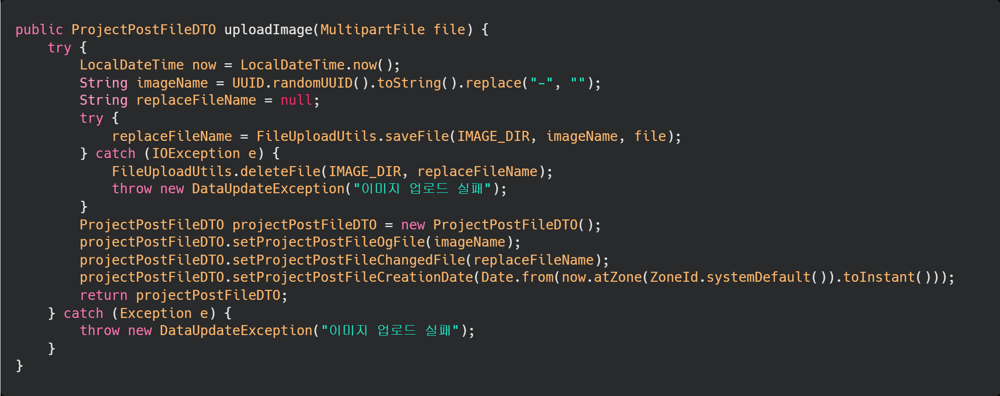 public ProjectPostFileDTO uploadImage(MultipartFile file) {
    try {
        LocalDateTime now = LocalDateTime.now();
        String imageName = UUID.randomUUID().toString().replace("-", "");
        String replaceFileName = null;
        try {
            replaceFileName = FileUploadUtils.saveFile(IMAGE_DIR, imageName, file);
        } catch (IOException e) {
            FileUploadUtils.deleteFile(IMAGE_DIR, replaceFileName);
            throw new DataUpdateException("이미지 업로드 실패");
        }
        ProjectPostFileDTO projectPostFileDTO = new ProjectPostFileDTO();
        projectPostFileDTO.setProjectPostFileOgFile(imageName);
        projectPostFileDTO.setProjectPostFileChangedFile(replaceFileName);
        projectPostFileDTO.setProjectPostFileCreationDate(Date.from(now.atZone(ZoneId.systemDefault()).toInstant()));
        return projectPostFileDTO;
    } catch (Exception e) {
        throw new DataUpdateException("이미지 업로드 실패");
    }
}